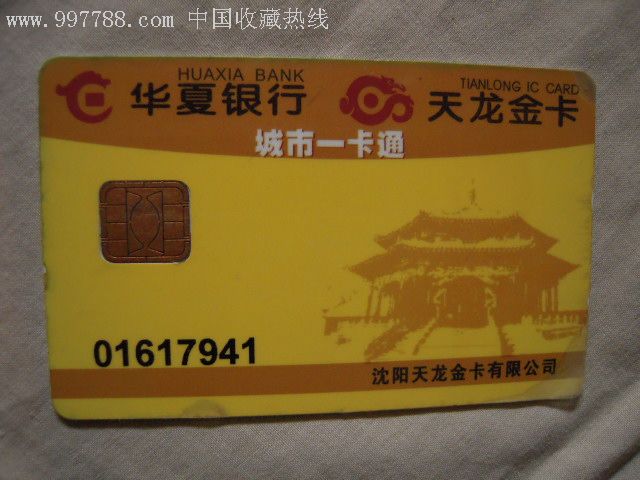 www.997788.com 中国收藏热线
HUAXIA BANK
华夏银行
TIANLONG IC CARD
天龙金卡
城市一卡通
01617941
沈阳天龙金卡有限公司